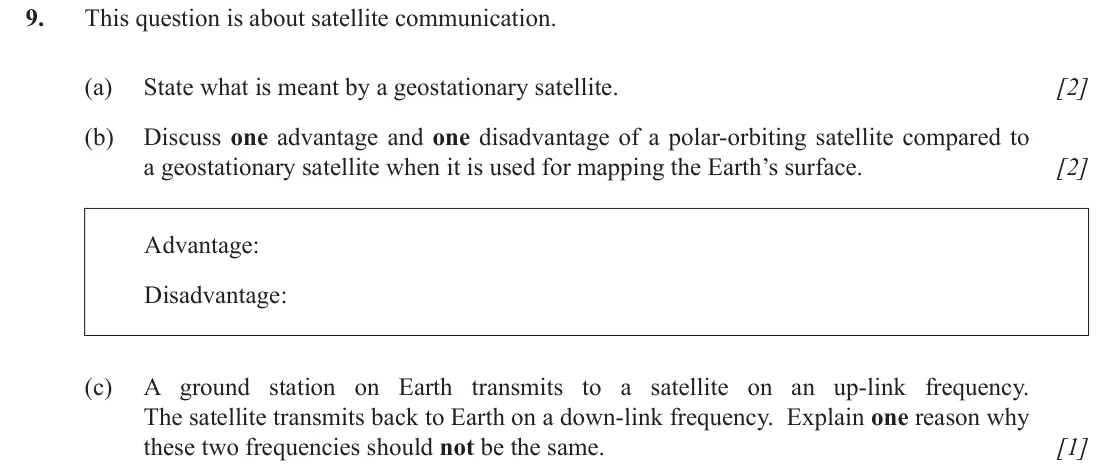 9. This question is about satellite communication.
(a) State what is meant by a geostationary satellite. [2]
(b) Discuss one advantage and one disadvantage of a polar-orbiting satellite compared to
a geostationary satellite when it is used for mapping the Earth’s surface. [2]
Advantage:
Disadvantage:
(c) A ground station on Earth transmits to a satellite on an up-link frequency.
The satellite transmits back to Earth on a down-link frequency. Explain one reason why
these two frequencies should not be the same. [1]